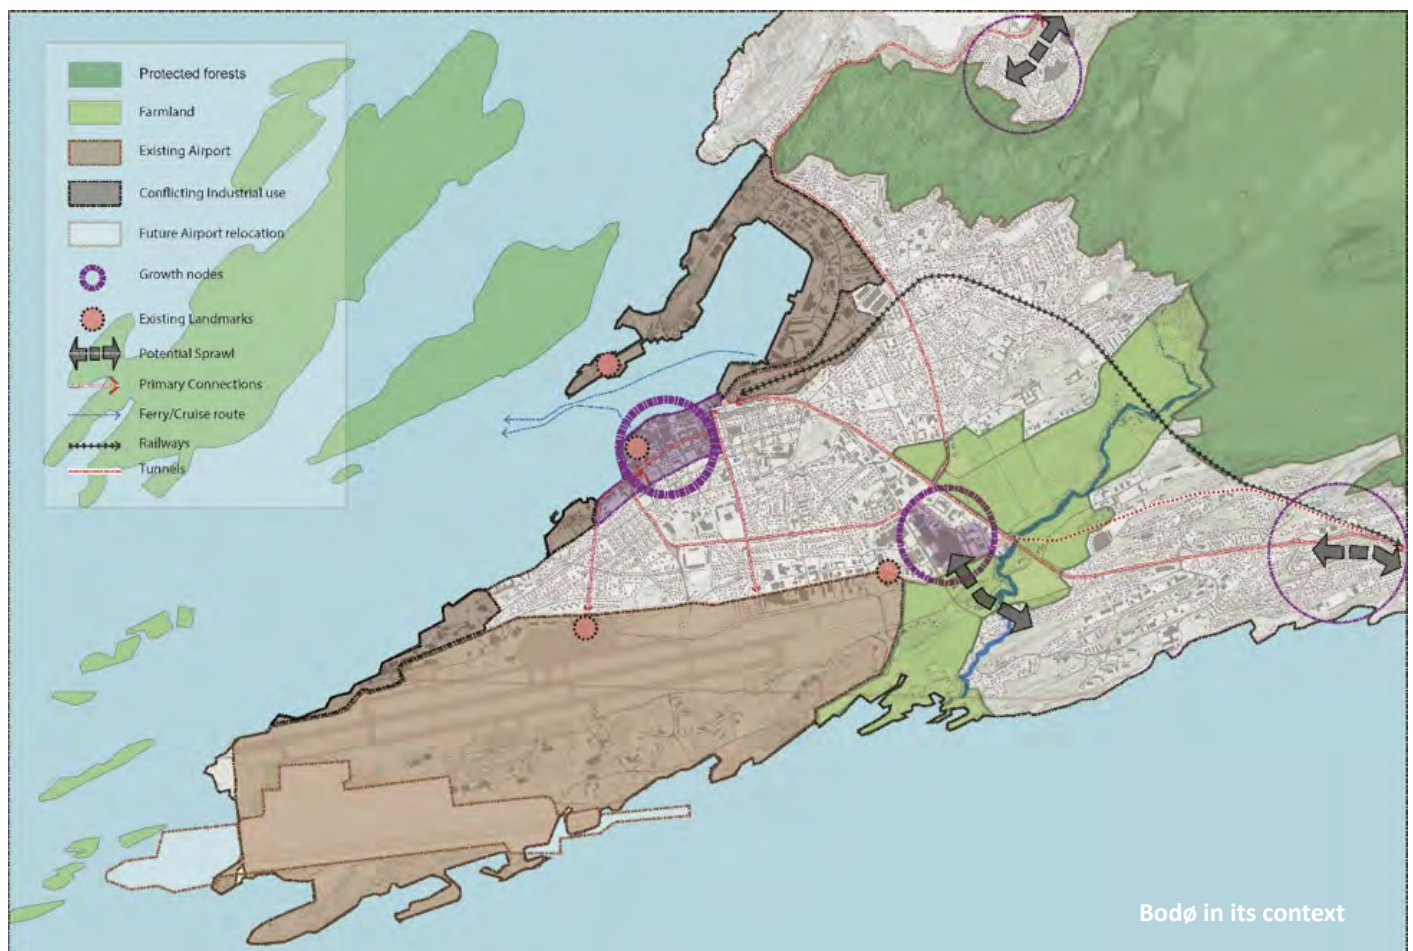 Protected forests
Farmland
Existing Airport
Conflicting Industrial use
Future Airport relocation
Growth nodes
Existing Landmarks
Potential Sprawl
Primary Connections
Ferry/Cruise route
Railways
Tunnels
Bodø in its context